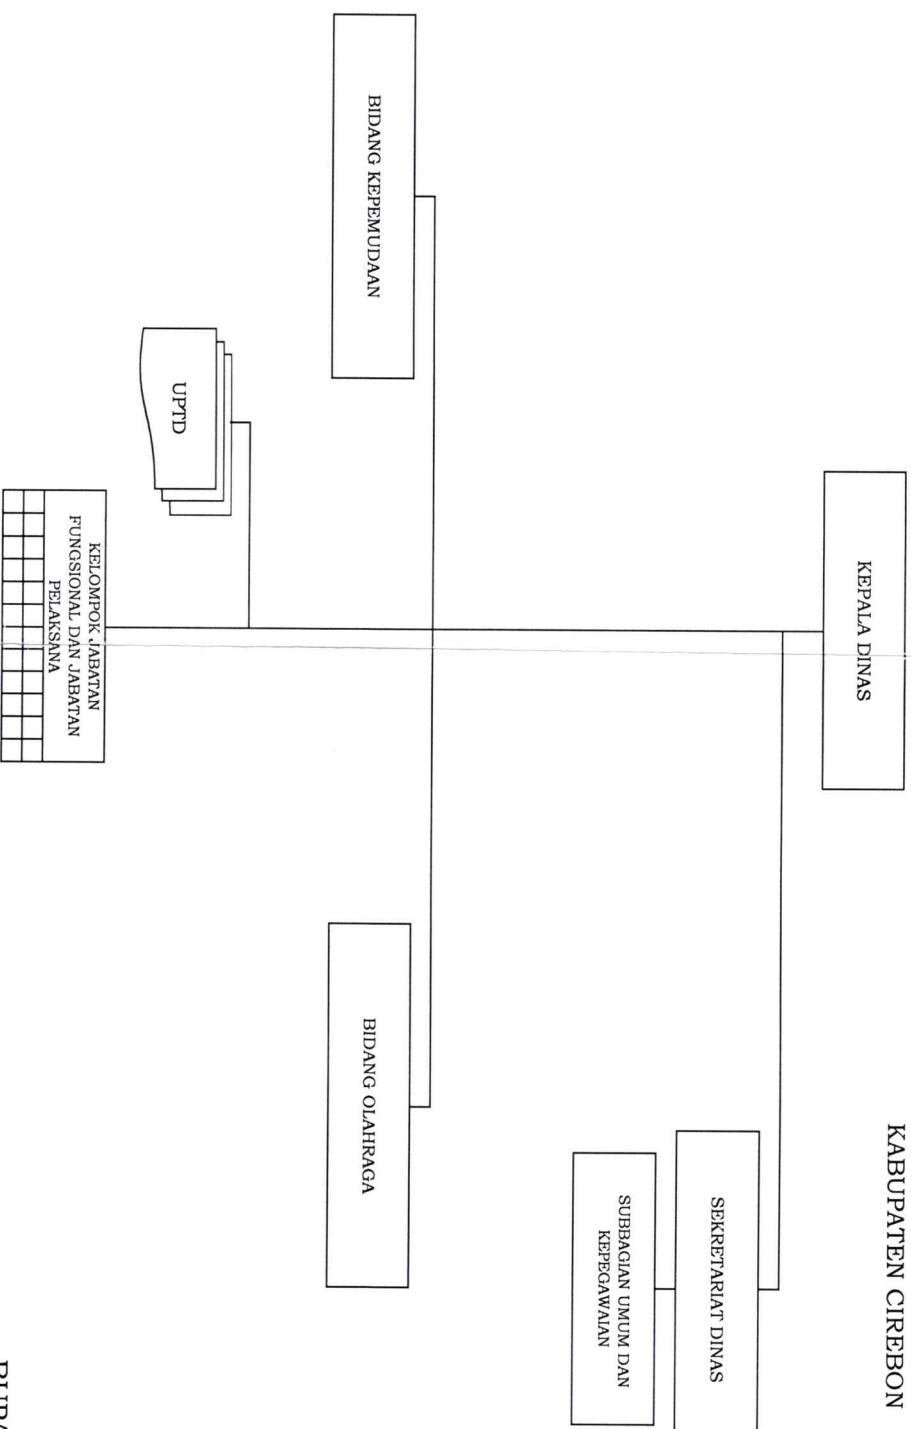 KABUPATEN CIREBON
KEPALA DINAS
SEKRETARIAT DINAS
SUBBAGIAN UMUM DAN
KEPEGAWAIAN
BIDANG KEPEMUDAAN
BIDANG OLAHRAGA
UPTD
KELOMPOK JABATAN
FUNGSIONAL DAN JABATAN
PELAKSANA